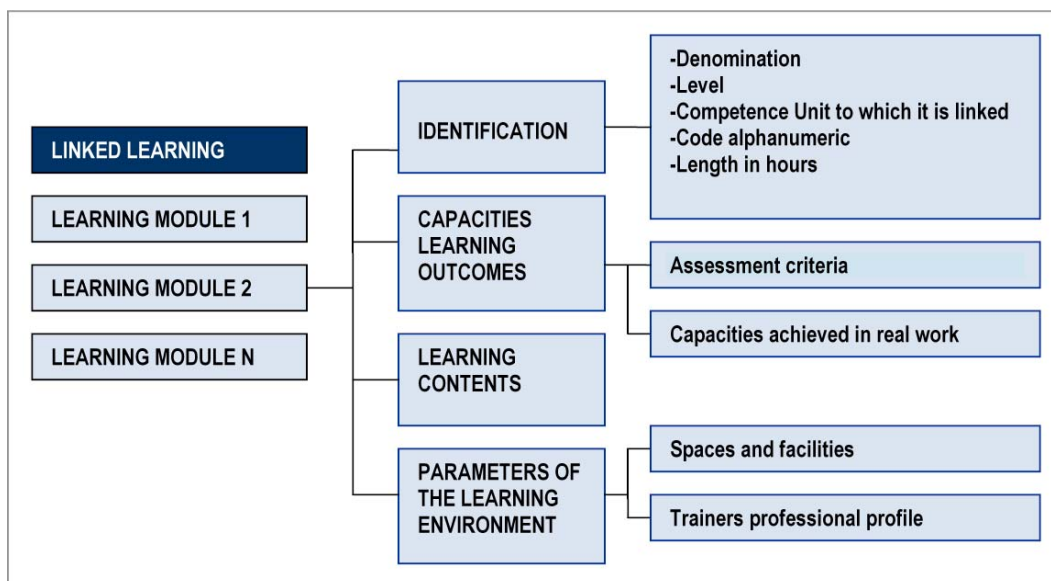 LINKED LEARNING
LEARNING MODULE 1
LEARNING MODULE 2
LEARNING MODULE N
IDENTIFICATION
CAPACITIES
LEARNING
OUTCOMES
LEARNING
CONTENTS
PARAMETERS OF
THE LEARNING
ENVIRONMENT
-Denomination
-Level
-Competence Unit to which it is linked
-Code alphanumeric
-Length in hours
Assessment criteria
Capacities achieved in real work
Spaces and facilities
Trainers professional profile